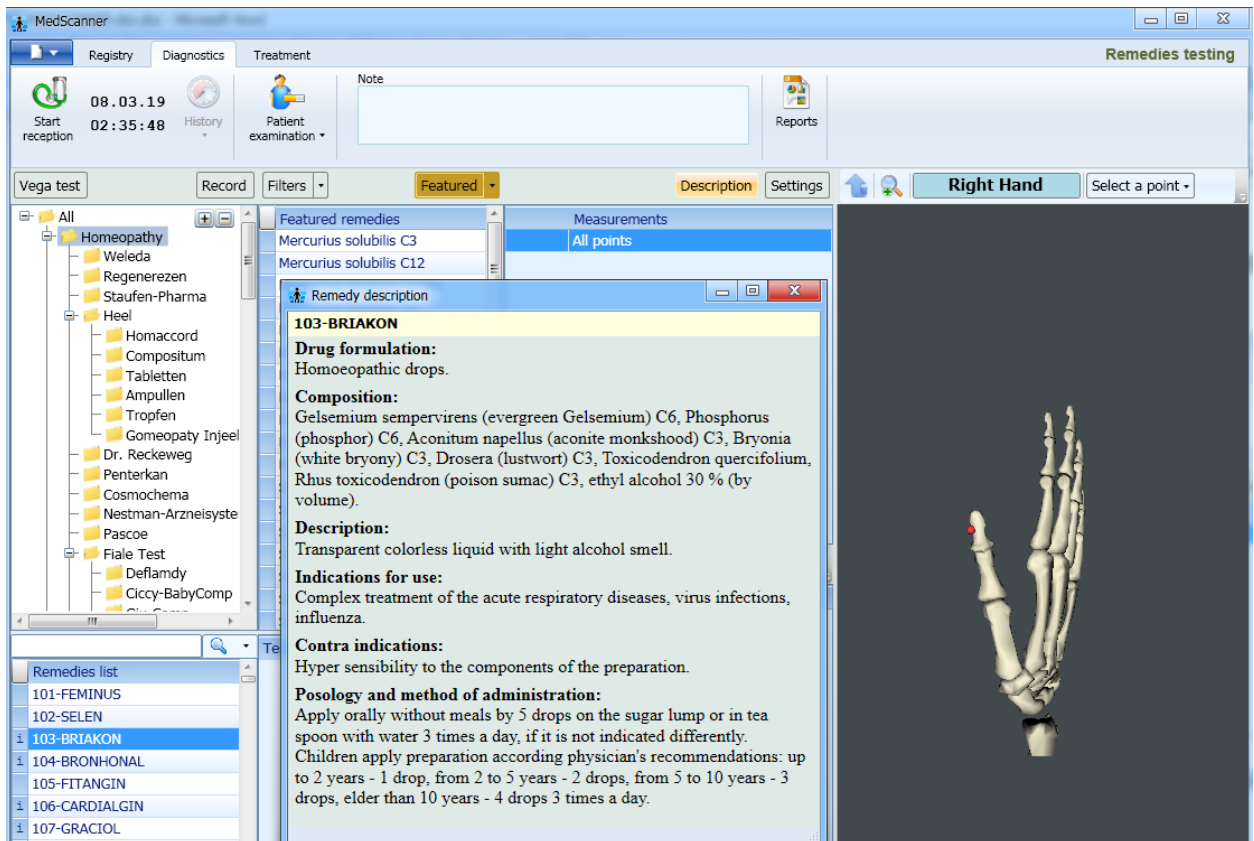 MedScanner
Registry
Diagnostics
Treatment
Remedies testing
Start reception
08.03.19
02:35:48
History
Patient examination
Note
Reports
Vega test
Record
Filters
Featured
Description
Settings
Right Hand
Select a point
All
Homeopathy
Weleda
Regenerezen
Staufen-Pharma
Heel
Homaccord
Compositum
Tabletten
Ampullen
Tropfen
Gomeopaty Injeel
Dr. Reckeweg
Penterkan
Cosmochema
Nestman-Arzneisyste
Pascoe
Fiale Test
Deflamdy
Ciccy-BabyComp
Featured remedies
Mercurius solubilis C3
Mercurius solubilis C12
Measurements
All points
Remedy description
103-BRIAKON
Drug formulation:
Homoeopathic drops.
Composition:
Gelsemium sempervirens (evergreen Gelsemium) C6, Phosphorus
(phosphor) C6, Aconitum napellus (aconite monkshood) C3, Bryonia
(white bryony) C3, Drosera (lustwort) C3, Toxicodendron quercifolium,
Rhus toxicodendron (poison sumac) C3, ethyl alcohol 30 % (by
volume).
Description:
Transparent colorless liquid with light alcohol smell.
Indications for use:
Complex treatment of the acute respiratory diseases, virus infections,
influenza.
Contra indications:
Hyper sensibility to the components of the preparation.
Posology and method of administration:
Apply orally without meals by 5 drops on the sugar lump or in tea
spoon with water 3 times a day, if it is not indicated differently.
Children apply preparation according physician's recommendations: up
to 2 years - 1 drop, from 2 to 5 years - 2 drops, from 5 to 10 years - 3
drops, elder than 10 years - 4 drops 3 times a day.
Te
Remedies list
101-FEMINUS
102-SELEN
i 103-BRIAKON
i 104-BRONHONAL
105-FITANGIN
i 106-CARDIALGIN
i 107-GRACIOL